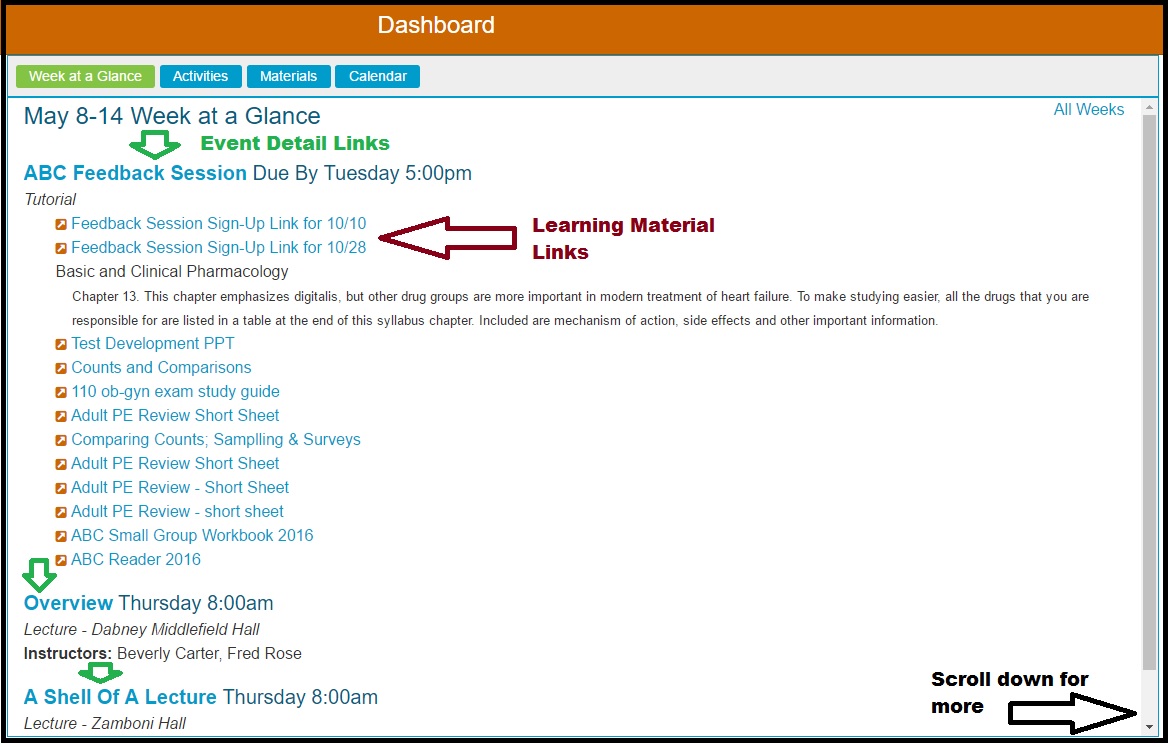 Dashboard
Week at a Glance Activities Materials Calendar
May 8-14 Week at a Glance All Weeks
Event Detail Links
ABC Feedback Session Due By Tuesday 5:00pm
Tutorial
Feedback Session Sign-Up Link for 10/10
Feedback Session Sign-Up Link for 10/28
Learning Material
Links
Basic and Clinical Pharmacology
Chapter 13. This chapter emphasizes digitalis, but other drug groups are more important in modern treatment of heart failure. To make studying easier, all the drugs that you are
responsible for are listed in a table at the end of this syllabus chapter. Included are mechanism of action, side effects and other important information.
Test Development PPT
Counts and Comparisons
110 ob-gyn exam study guide
Adult PE Review Short Sheet
Comparing Counts; Samplling & Surveys
Adult PE Review Short Sheet
Adult PE Review - Short Sheet
Adult PE Review - short sheet
ABC Small Group Workbook 2016
ABC Reader 2016
Overview Thursday 8:00am
Lecture - Dabney Middlefield Hall
Instructors: Beverly Carter, Fred Rose
A Shell Of A Lecture Thursday 8:00am
Lecture - Zamboni Hall
Scroll down for
more